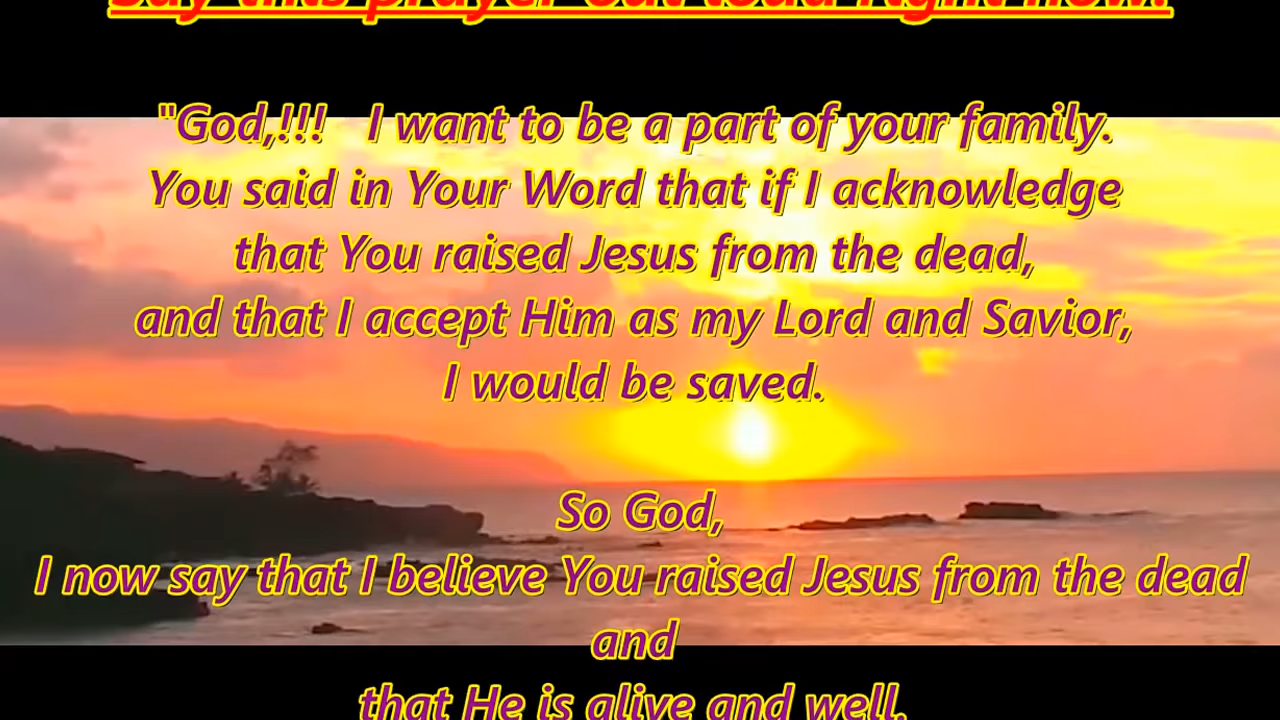 Say this prayer out loud Right now!
"God,!!! I want to be a part of your family.
You said in Your Word that if I acknowledge
that You raised Jesus from the dead,
and that I accept Him as my Lord and Savior,
I would be saved.
So God,
I now say that I believe You raised Jesus from the dead
and
that He is alive and well.